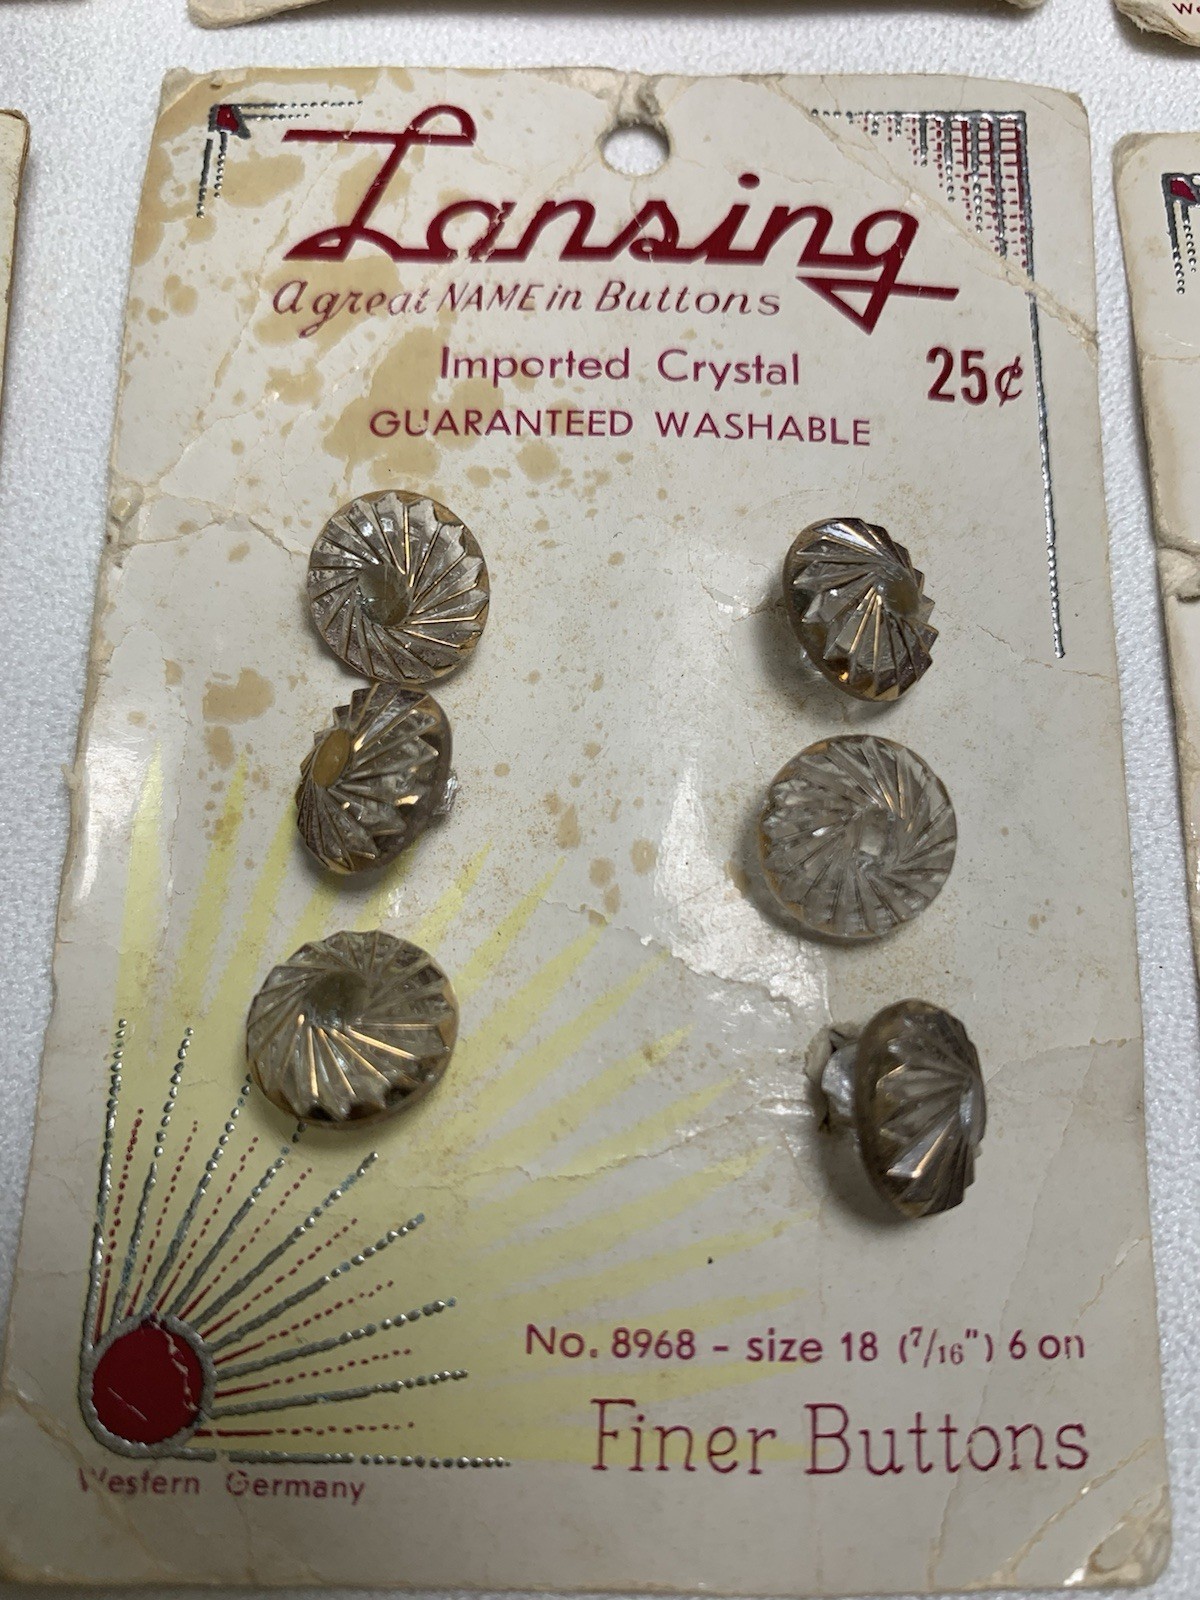 Lansing
A great NAME in Buttons
Imported Crystal
25¢
GUARANTEED WASHABLE
No. 8968 - size 18 (7/16") 6 on
Finer Buttons
Western Germany